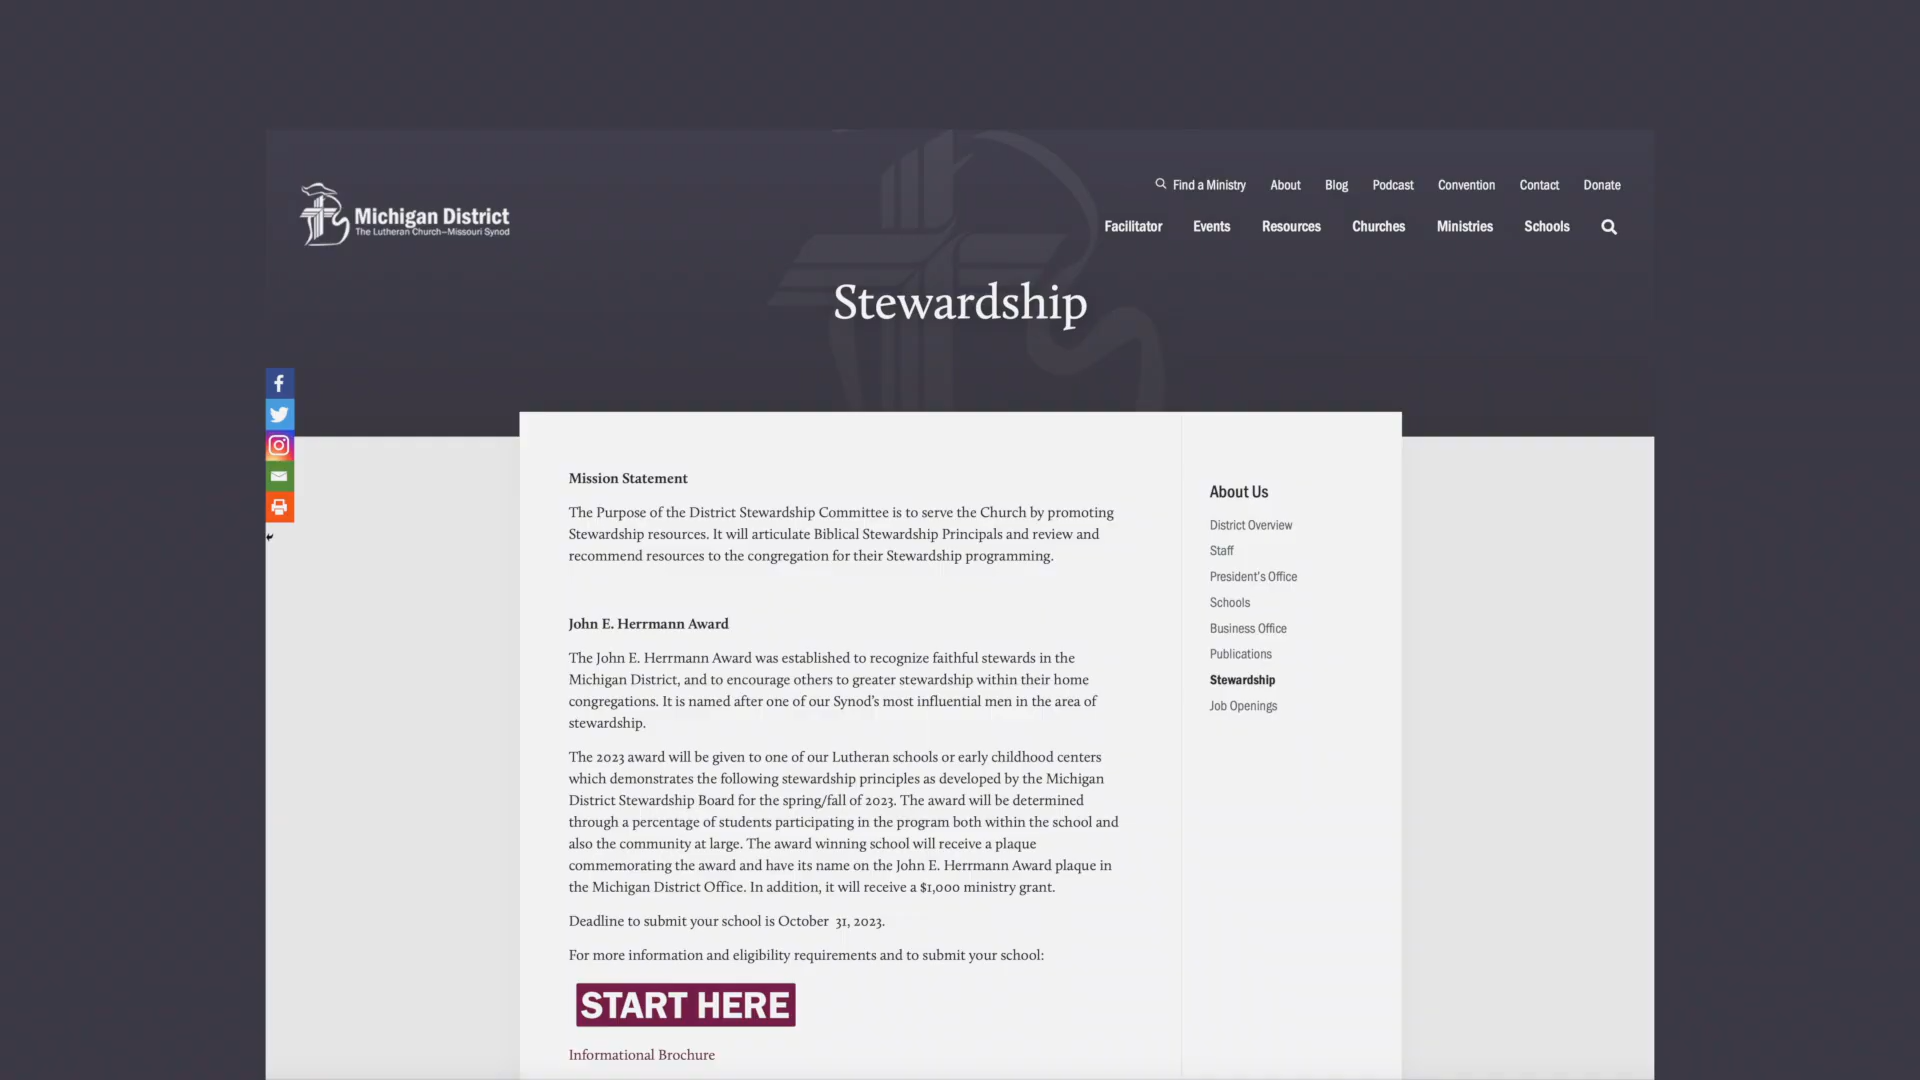 Find a Ministry About Blog Podcast Convention Contact Donate
Michigan District
The Lutheran Church—Missouri Synod
Facilitator Events Resources Churches Ministries Schools
Stewardship
Mission Statement
The Purpose of the District Stewardship Committee is to serve the Church by promoting
Stewardship resources. It will articulate Biblical Stewardship Principals and review and
recommend resources to the congregation for their Stewardship programming.
John E. Herrmann Award
The John E. Herrmann Award was established to recognize faithful stewards in the
Michigan District, and to encourage others to greater stewardship within their home
congregations. It is named after one of our Synod’s most influential men in the area of
stewardship.
The 2023 award will be given to one of our Lutheran schools or early childhood centers
which demonstrates the following stewardship principles as developed by the Michigan
District Stewardship Board for the spring/fall of 2023. The award will be determined
through a percentage of students participating in the program both within the school and
also the community at large. The award winning school will receive a plaque
commemorating the award and have its name on the John E. Herrmann Award plaque in
the Michigan District Office. In addition, it will receive a $1,000 ministry grant.
Deadline to submit your school is October 31, 2023.
For more information and eligibility requirements and to submit your school:
START HERE
Informational Brochure
About Us
District Overview
Staff
President’s Office
Schools
Business Office
Publications
Stewardship
Job Openings